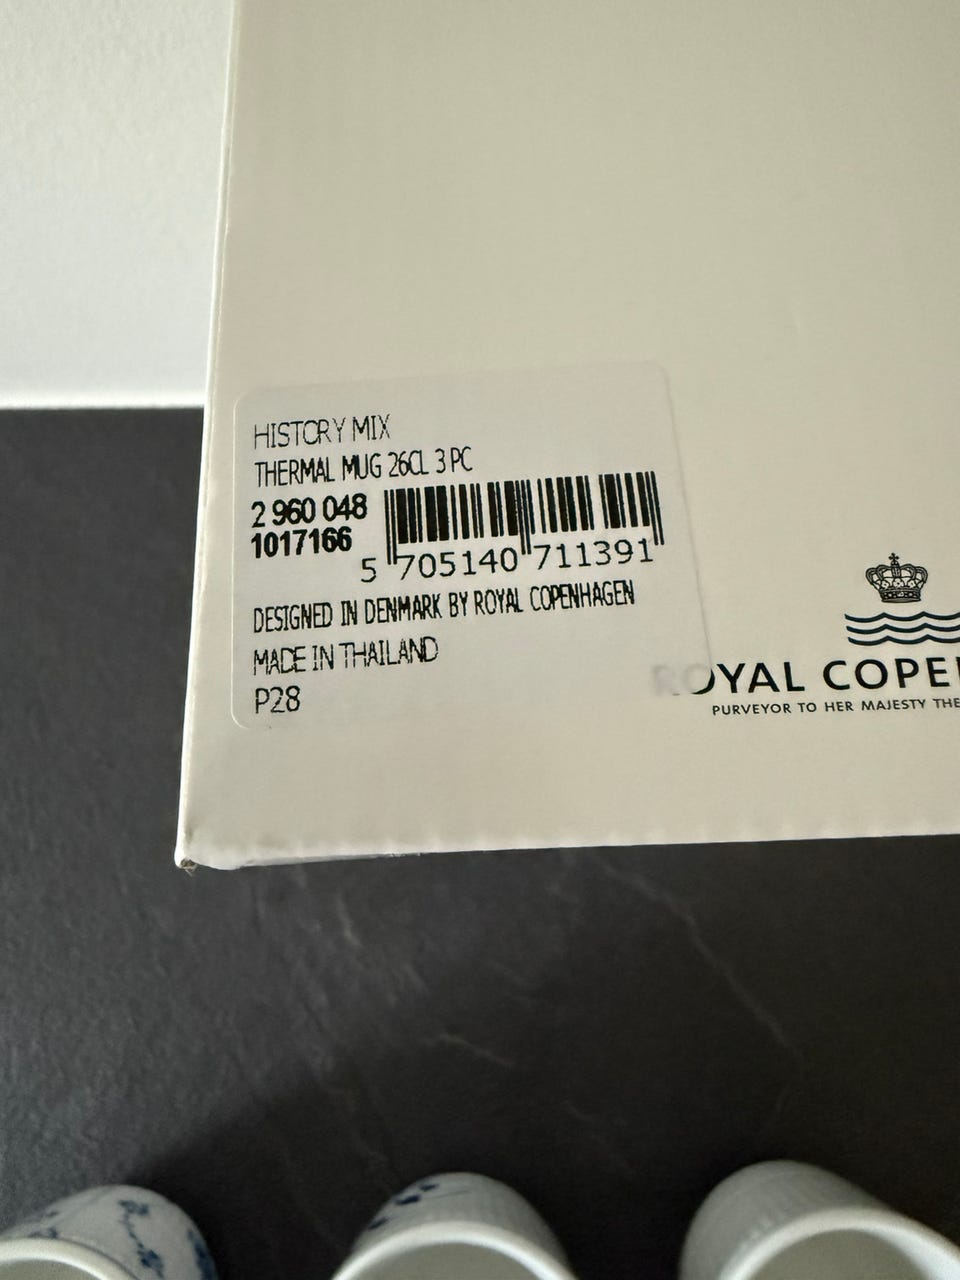 HISTORY MIX
THERMAL MUG 26CL 3 PC
2 960 048
1017166
5 705140 711391
DESIGNED IN DENMARK BY ROYAL COPENHAGEN
MADE IN THAILAND
P28
ROYAL COPE
PURVEYOR TO HER MAJESTY THE